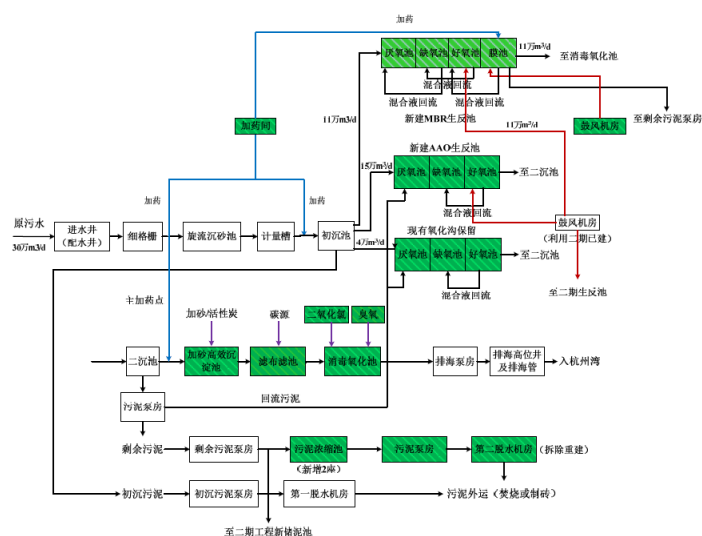 加药
11万m³/d
厌氧池 缺氧池 好氧池 膜池
至消毒氧化池
混合液回流
混合液回流 混合液回流
至剩余污泥泵房
新建MBR生反池
11万m³/d
加药间
11万m3/d
鼓风机房
新建AAO生反池
15万m³/d
厌氧池 缺氧池 好氧池
至二沉池
加药
加药
混合液回流
原污水
30万m3/d
进水井
(配水井)
细格栅
旋流沉砂池
计量槽
初沉池
4万m³/d
现有氧化沟保留
鼓风机房
(利用二期已建)
厌氧池 缺氧池 好氧池
至二沉池
混合液回流
至二期生反池
主加药点
加砂/活性炭
碳源
二氧化氯
臭氧
二沉池
加砂高效沉
淀池
滤布滤池
消毒氧化池
排海泵房
排海高位井
及排海管
入杭州湾
污泥泵房
回流污泥
剩余污泥
剩余污泥泵房
污泥浓缩池
(新增2座)
污泥泵房
第二脱水机房
(拆除重建)
初沉污泥
初沉污泥泵房
第一脱水机房
污泥外运(焚烧或制砖)
至二期工程新储泥池